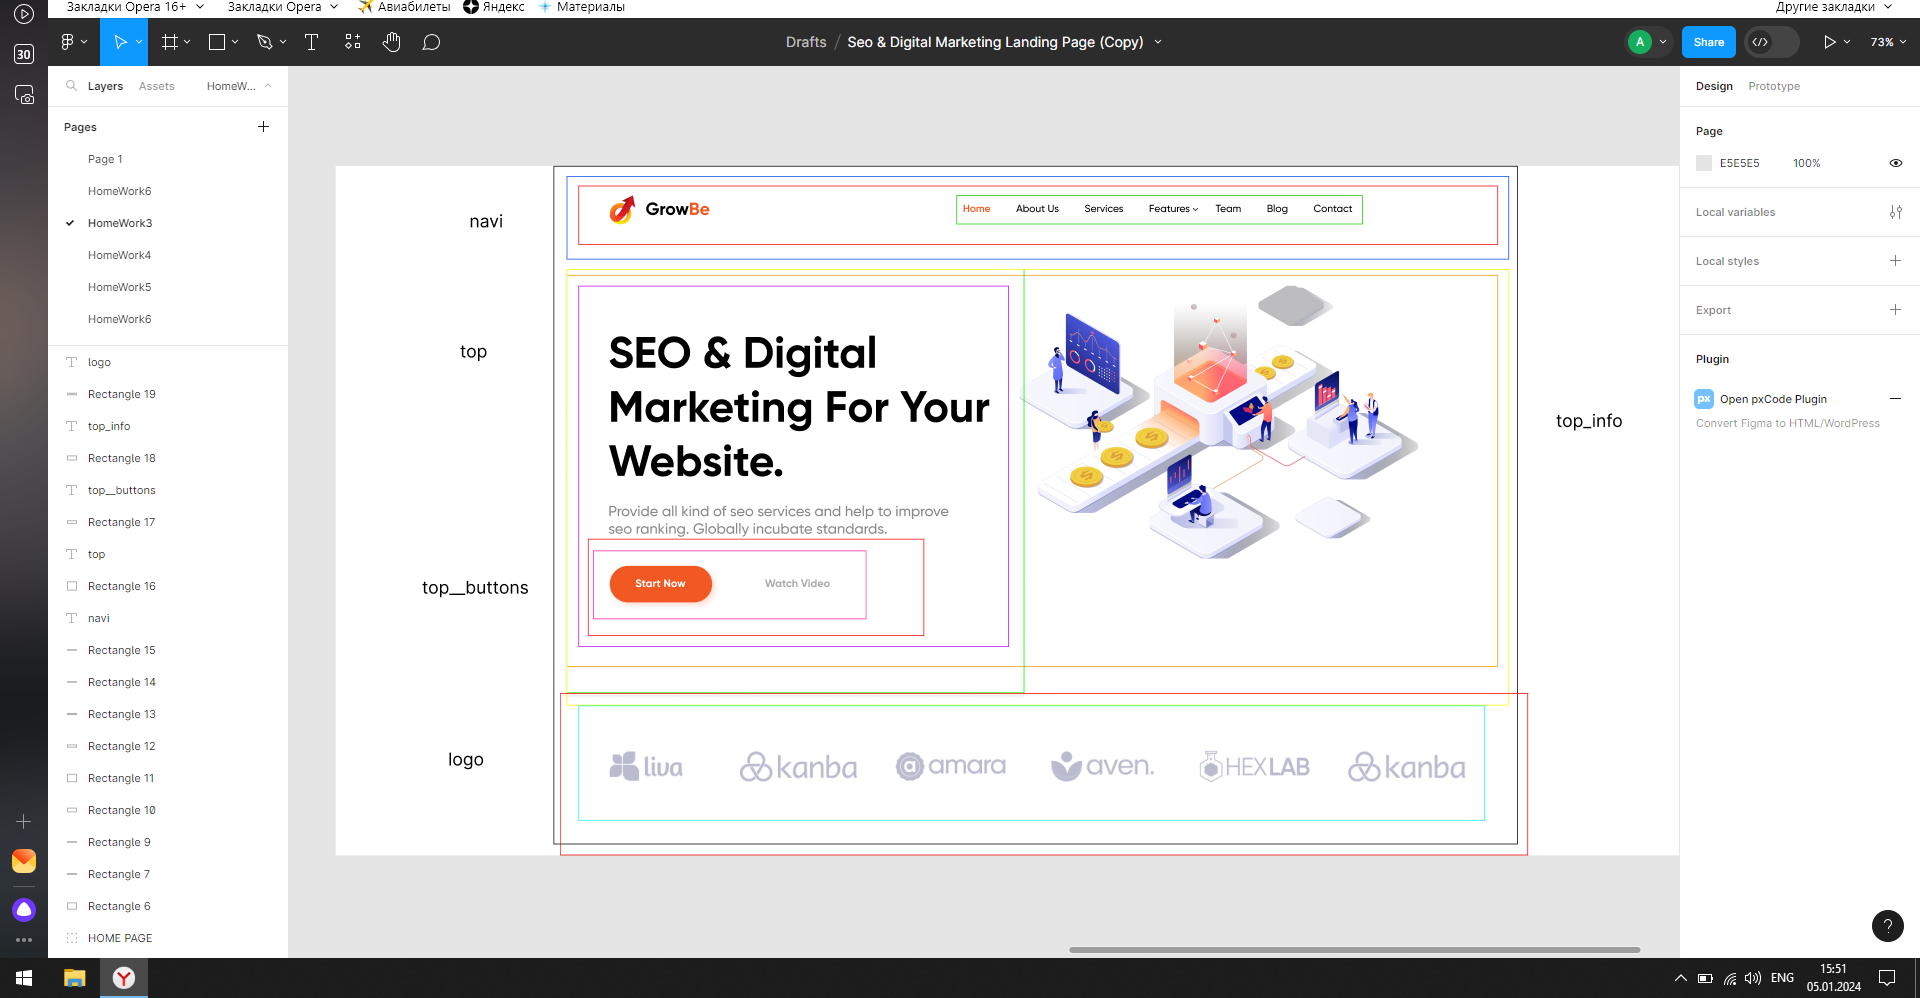 Закладки Opera 16+
Закладки Opera
Авиабилеты
Яндекс
Материалы
Другие закладки
30
Drafts / Seo & Digital Marketing Landing Page (Copy)
A
Share
73%
Layers
Assets
HomeW...
Pages
Page 1
HomeWork6
HomeWork3
HomeWork4
HomeWork5
HomeWork6
logo
Rectangle 19
top_info
Rectangle 18
top__buttons
Rectangle 17
top
Rectangle 16
navi
Rectangle 15
Rectangle 14
Rectangle 13
Rectangle 12
Rectangle 11
Rectangle 10
Rectangle 9
Rectangle 7
Rectangle 6
HOME PAGE
navi
GrowBe
Home
About Us
Services
Features
Team
Blog
Contact
top
SEO & Digital
Marketing For Your
Website.
Provide all kind of seo services and help to improve
seo ranking. Globally incubate standards.
top_info
top__buttons
Start Now
Watch Video
logo
liva
kanba
amara
aven.
HEXLAB
kanba
Design
Prototype
Page
E5E5E5
100%
Local variables
Local styles
Export
Plugin
px
Open pxCode Plugin
Convert Figma to HTML/WordPress
?
ENG
15:51
05.01.2024